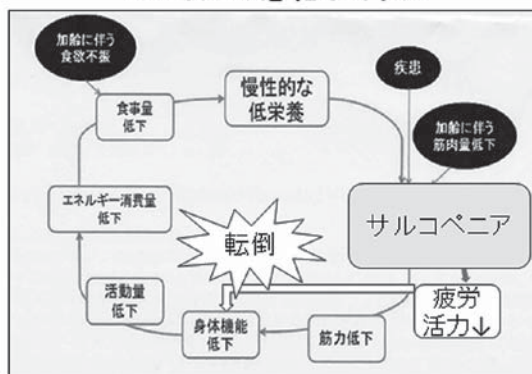 加齢に伴う
食欲不振
食事量
低下
慢性的な
低栄養
疾患
加齢に伴う
筋肉量低下
サルコペニア
エネルギー消費量
低下
転倒
疲労
活力↓
活動量
低下
身体機能
低下
筋力低下